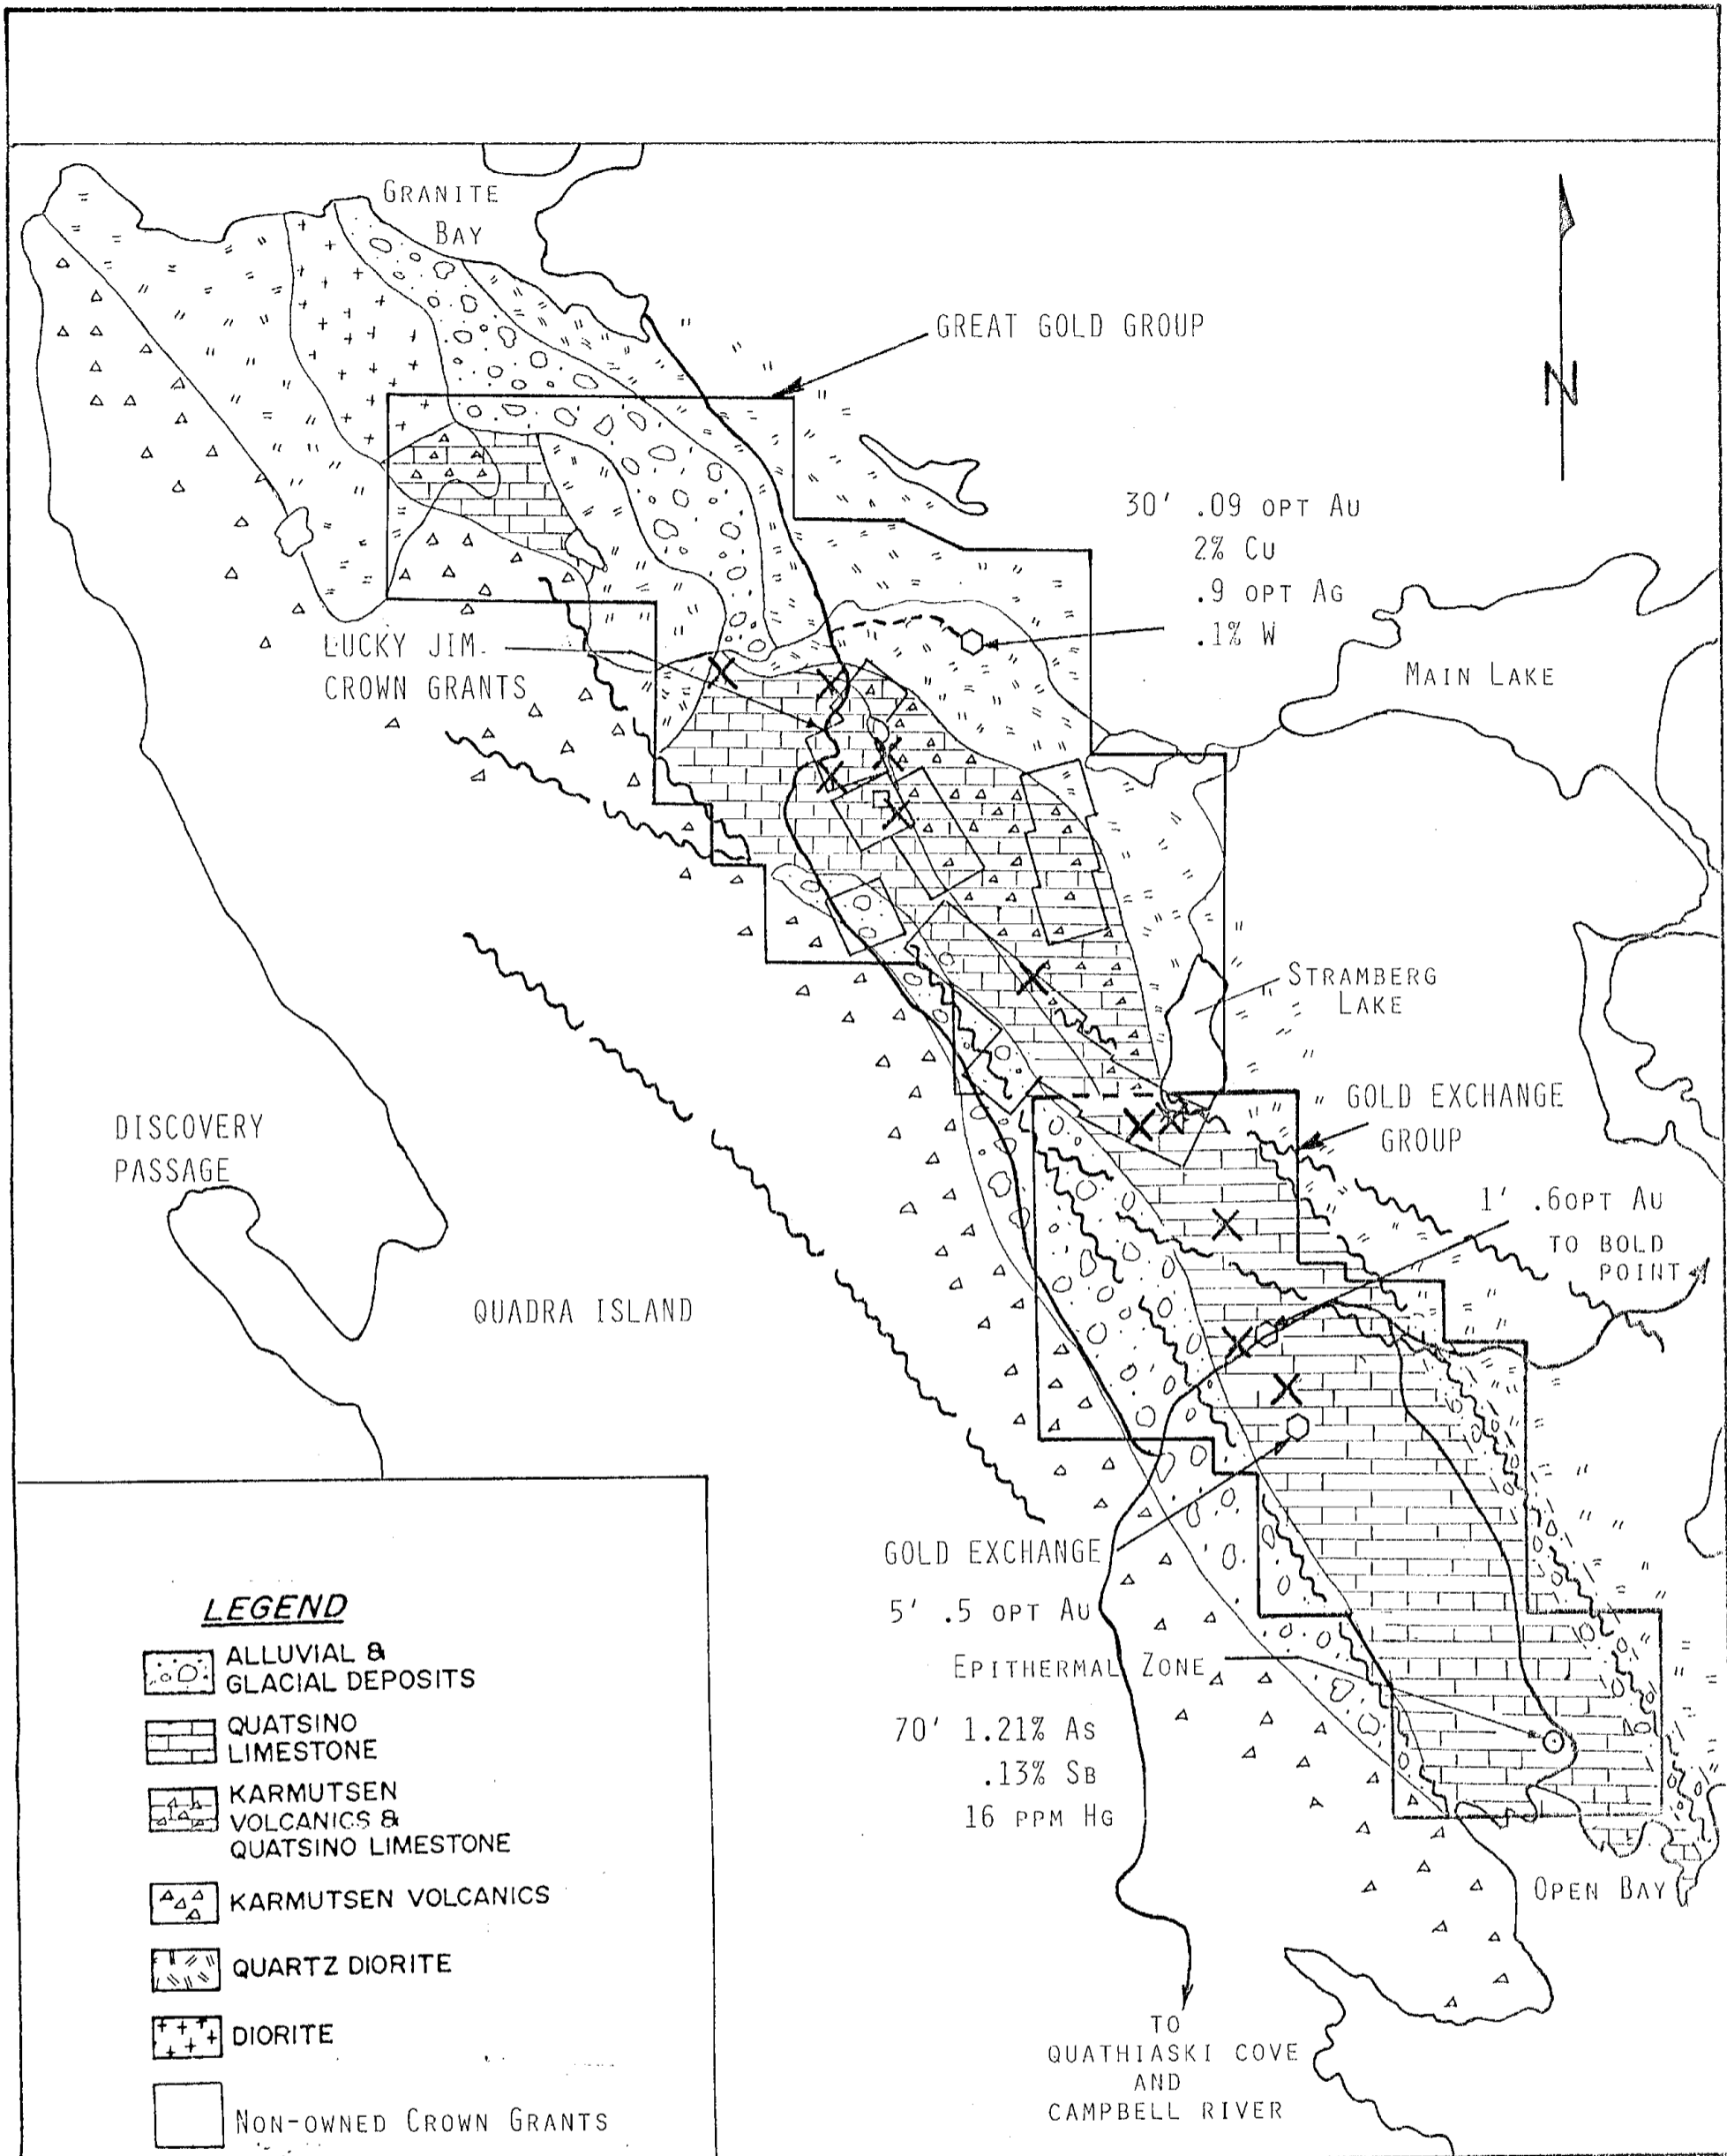 GRANITE
BAY
GREAT GOLD GROUP
N
30' .09 OPT AU
2% CU
.9 OPT AG
.1% W
LUCKY JIM
CROWN GRANTS
MAIN LAKE
STRAMBERG
LAKE
DISCOVERY
PASSAGE
GOLD EXCHANGE
GROUP
1' .6OPT AU
TO BOLD
POINT
QUADRA ISLAND
GOLD EXCHANGE
5' .5 OPT AU
EPITHERMAL ZONE
70' 1.21% AS
.13% SB
16 PPM HG
OPEN BAY
TO
QUATHIASKI COVE
AND
CAMPBELL RIVER
LEGEND
ALLUVIAL &
GLACIAL DEPOSITS
QUATSINO
LIMESTONE
KARMUTSEN
VOLCANICS &
QUATSINO LIMESTONE
KARMUTSEN VOLCANICS
QUARTZ DIORITE
DIORITE
NON-OWNED CROWN GRANTS